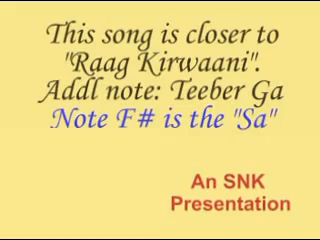 This song is closer to
"Raag Kirwaani".
Addl note: Teeber Ga
Note F# is the "Sa"
An SNK
Presentation